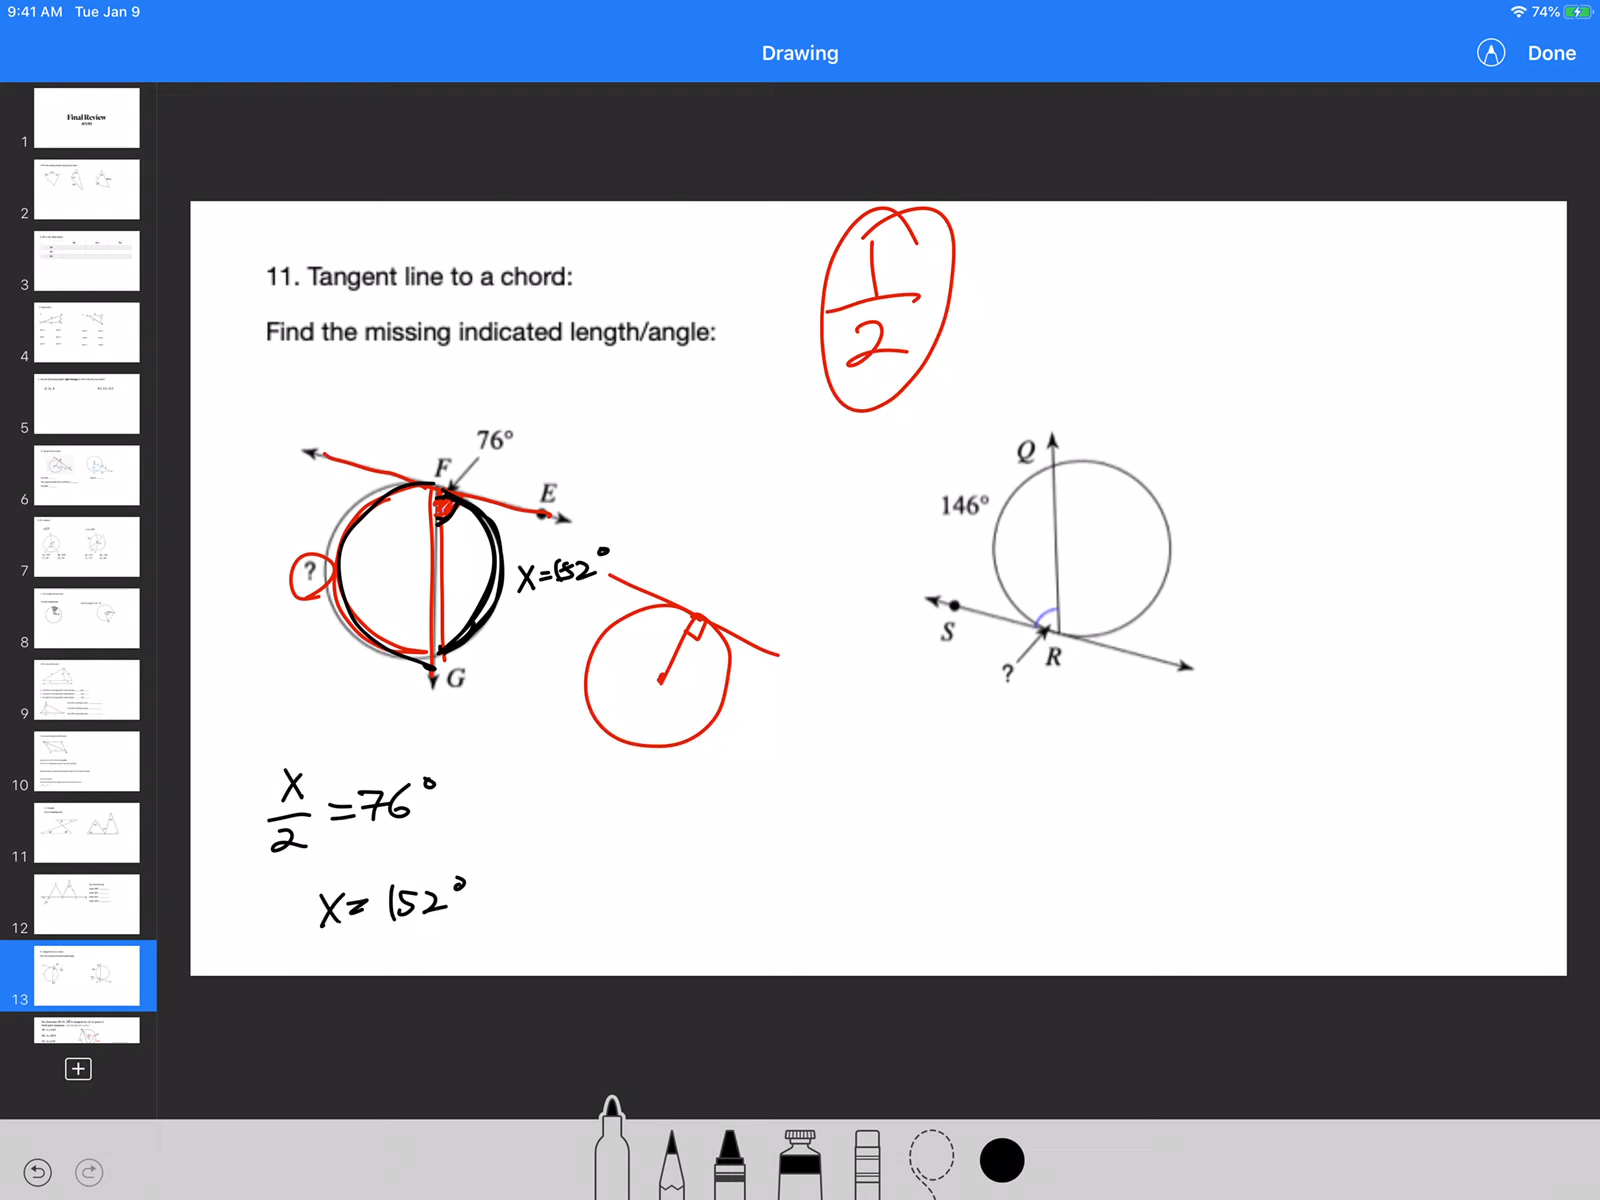 9:41 AM Tue Jan 9
74%
Drawing
Done
Final Review
1
2
3
4
5
6
7
8
9
10
11
12
13
11. Tangent line to a chord:
Find the missing indicated length/angle:
1
2
76°
F
E
?
G
X=152°
X
2
=76°
X=152°
Q
146°
S
R
?